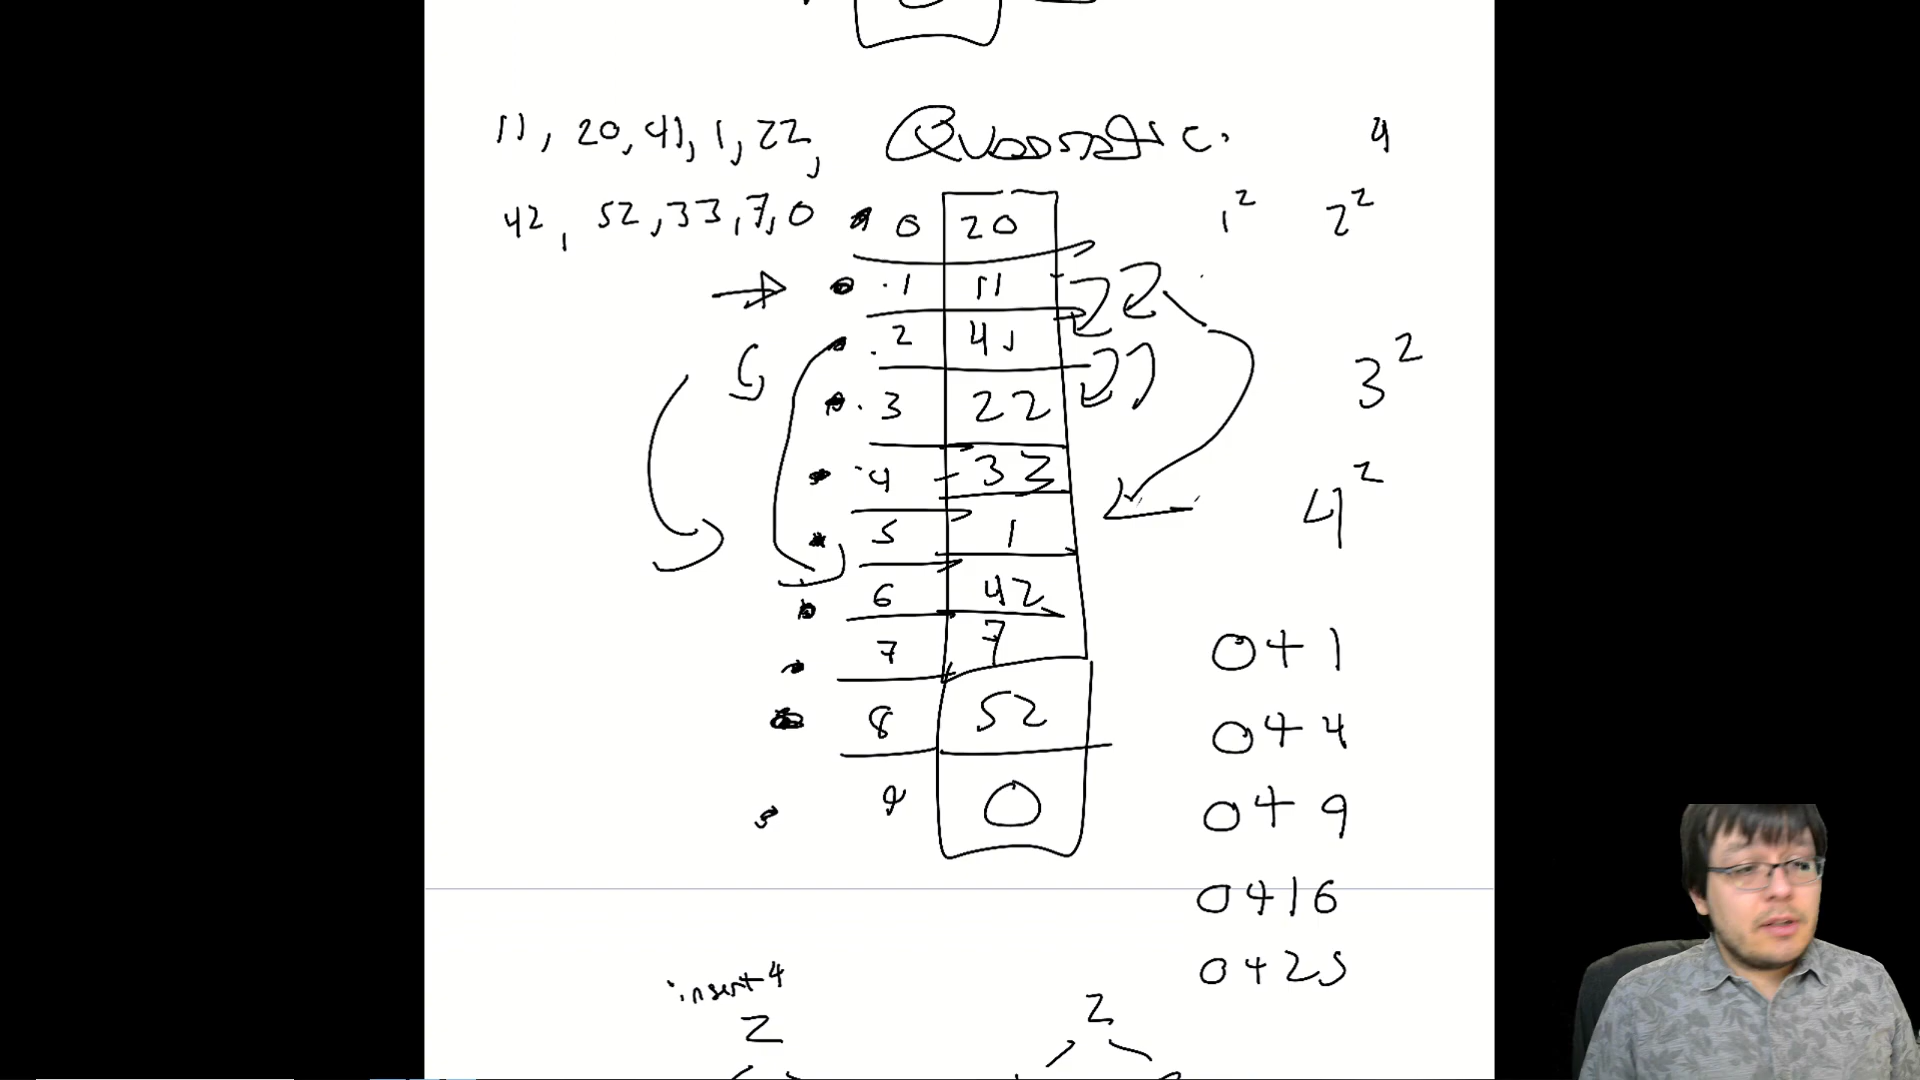 11, 20, 41, 1, 22, Quadratic. 4
42, 52, 33, 7, 0
0 20 1² 2²
1 11
2 41
3 22 3²
4 33 4²
5 1
6 42
7 7 0+1
8 52 0+4
9 0 0+9
0+16
0+25
insert 4
2 2